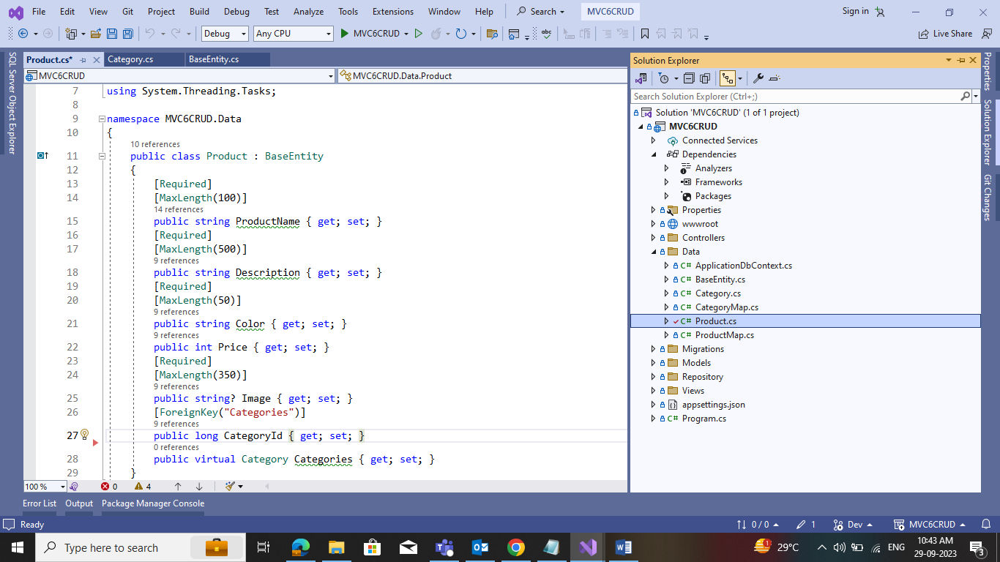 File Edit View Git Project Build Debug Test Analyze Tools Extensions Window Help Search MVC6CRUD Sign in
Debug Any CPU MVC6CRUD Live Share
SQL Server Object Explorer
Product.cs* Category.cs BaseEntity.cs
MVC6CRUD MVC6CRUD.Data.Product
7 using System.Threading.Tasks;
8
9 namespace MVC6CRUD.Data
10 {
10 references
11 public class Product : BaseEntity
12 {
13 [Required]
14 [MaxLength(100)]
14 references
15 public string ProductName { get; set; }
16 [Required]
17 [MaxLength(500)]
9 references
18 public string Description { get; set; }
19 [Required]
20 [MaxLength(50)]
9 references
21 public string Color { get; set; }
9 references
22 public int Price { get; set; }
23 [Required]
24 [MaxLength(350)]
9 references
25 public string? Image { get; set; }
26 [ForeignKey("Categories")]
9 references
27 public long CategoryId { get; set; }
0 references
28 public virtual Category Categories { get; set; }
29 }
100 % 0 4
Solution Explorer
Search Solution Explorer (Ctrl+;)
Solution 'MVC6CRUD' (1 of 1 project)
MVC6CRUD
Connected Services
Dependencies
Analyzers
Frameworks
Packages
Properties
wwwroot
Controllers
Data
C# ApplicationDbContext.cs
C# BaseEntity.cs
C# Category.cs
C# CategoryMap.cs
C# Product.cs
C# ProductMap.cs
Migrations
Models
Repository
Views
appsettings.json
C# Program.cs
Properties
Solution Explorer
Git Changes
Error List Output Package Manager Console
Ready 0 / 0 1 Dev MVC6CRUD
Type here to search 1 29°C ENG 10:43 AM
29-09-2023 3